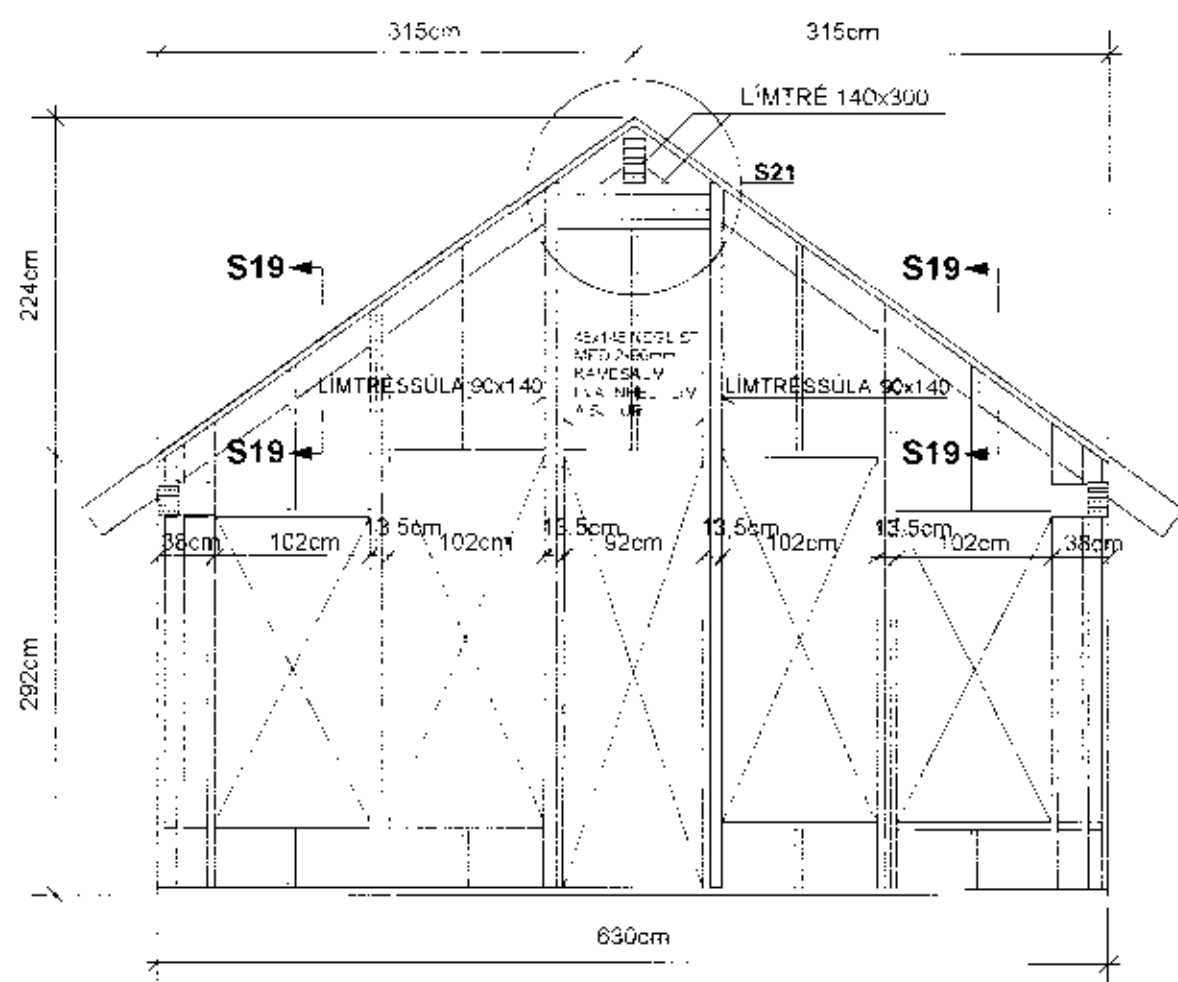 315cm 315cm
LÍMTRÉ 140x300
S21
S19 S19
224cm
LÍMTRÉSSÚLA 90x140 LÍMTRÉSSÚLA 90x140
S19 S19
13.5cm 13.5cm 13.5cm 13.5cm
38cm 102cm 102cm 92cm 102cm 102cm 38cm
292cm
630cm